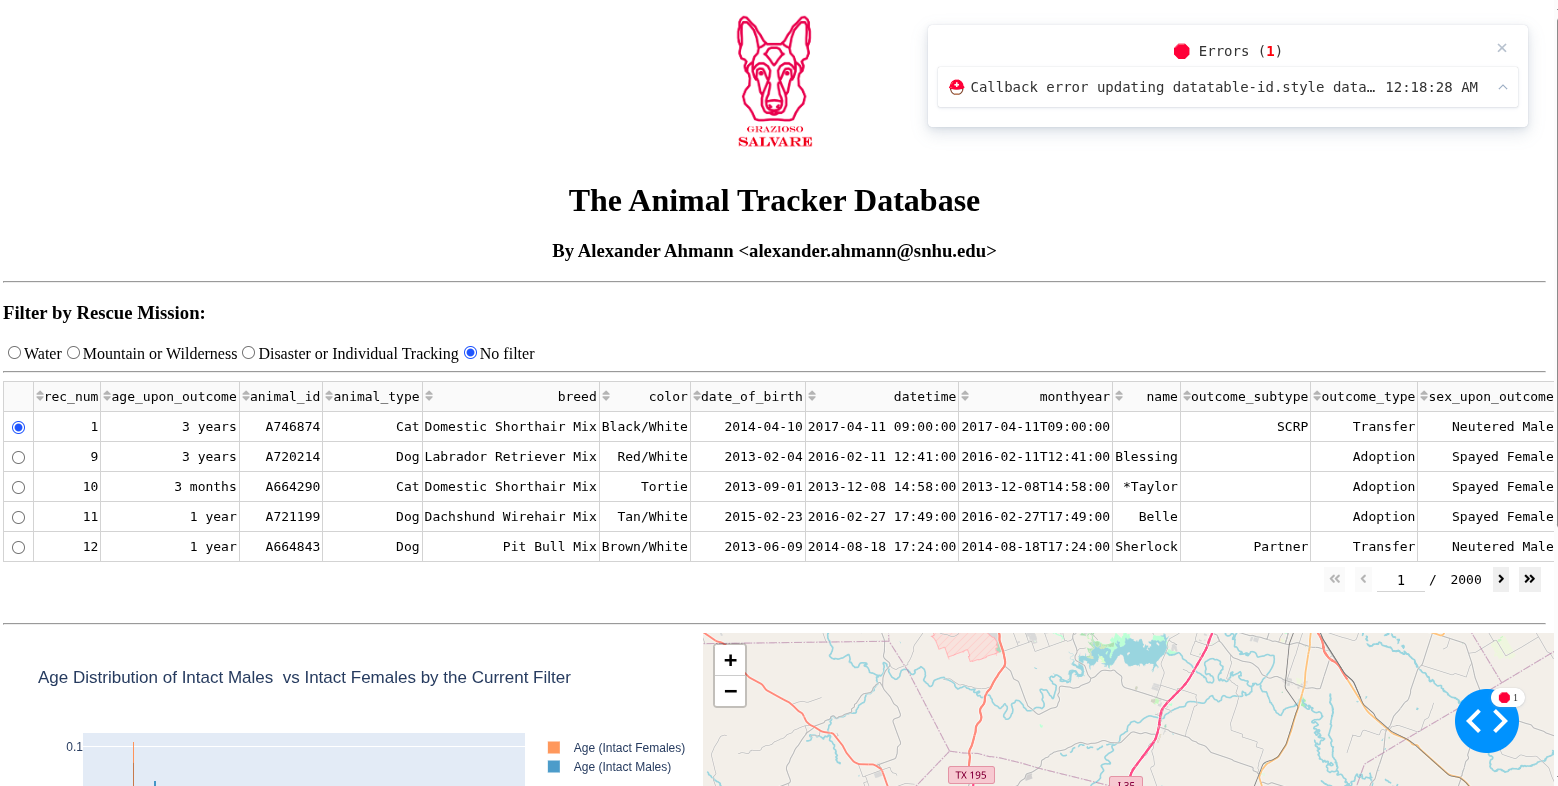 GRAZIOSO
SALVARE
Errors (1)
Callback error updating datatable-id.style data… 12:18:28 AM
The Animal Tracker Database
By Alexander Ahmann <alexander.ahmann@snhu.edu>
Filter by Rescue Mission:
Water Mountain or Wilderness Disaster or Individual Tracking No filter
rec_num age_upon_outcome animal_id animal_type breed color date_of_birth datetime monthyear name outcome_subtype outcome_type sex_upon_outcome
1 3 years A746874 Cat Domestic Shorthair Mix Black/White 2014-04-10 2017-04-11 09:00:00 2017-04-11T09:00:00 SCRP Transfer Neutered Male
9 3 years A720214 Dog Labrador Retriever Mix Red/White 2013-02-04 2016-02-11 12:41:00 2016-02-11T12:41:00 Blessing Adoption Spayed Female
10 3 months A664290 Cat Domestic Shorthair Mix Tortie 2013-09-01 2013-12-08 14:58:00 2013-12-08T14:58:00 *Taylor Adoption Spayed Female
11 1 year A721199 Dog Dachshund Wirehair Mix Tan/White 2015-02-23 2016-02-27 17:49:00 2016-02-27T17:49:00 Belle Adoption Spayed Female
12 1 year A664843 Dog Pit Bull Mix Brown/White 2013-06-09 2014-08-18 17:24:00 2014-08-18T17:24:00 Sherlock Partner Transfer Neutered Male
1 / 2000
Age Distribution of Intact Males vs Intact Females by the Current Filter
0.1
Age (Intact Females)
Age (Intact Males)
+
−
1
TX 195
I 35